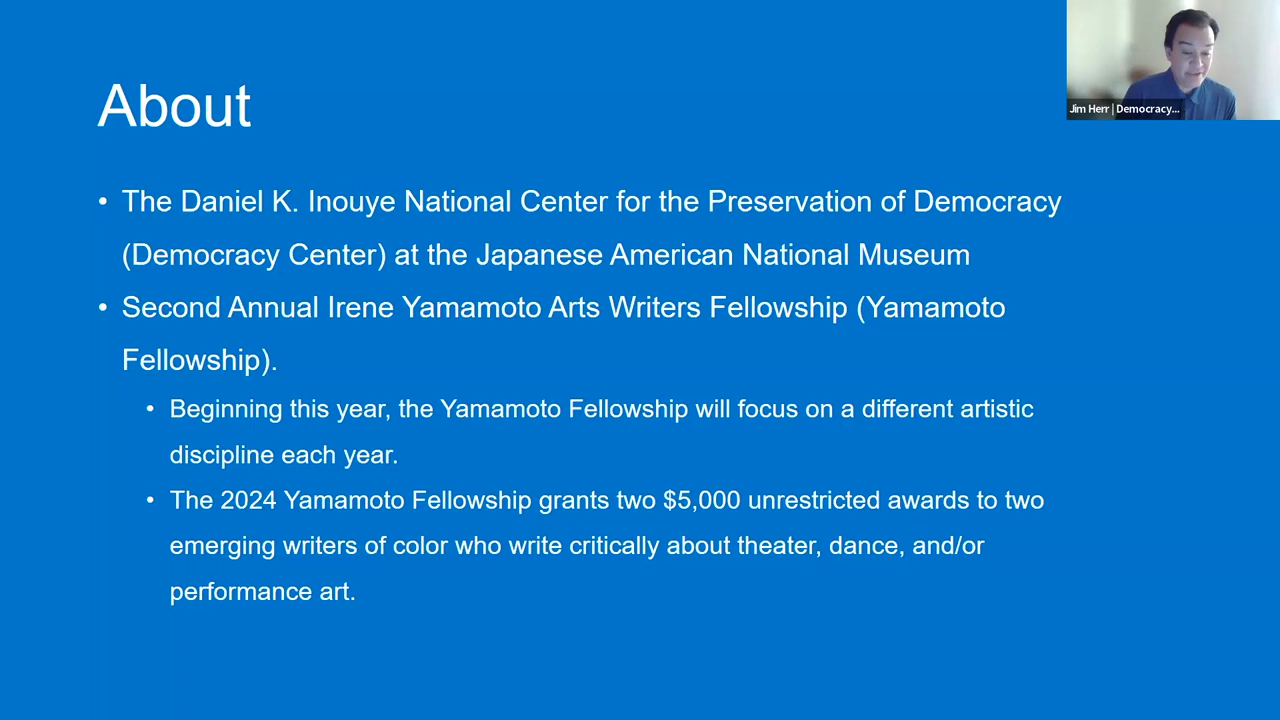 About
• The Daniel K. Inouye National Center for the Preservation of Democracy
(Democracy Center) at the Japanese American National Museum
• Second Annual Irene Yamamoto Arts Writers Fellowship (Yamamoto
Fellowship).
• Beginning this year, the Yamamoto Fellowship will focus on a different artistic
discipline each year.
• The 2024 Yamamoto Fellowship grants two $5,000 unrestricted awards to two
emerging writers of color who write critically about theater, dance, and/or
performance art.
Jim Herr | Democracy...